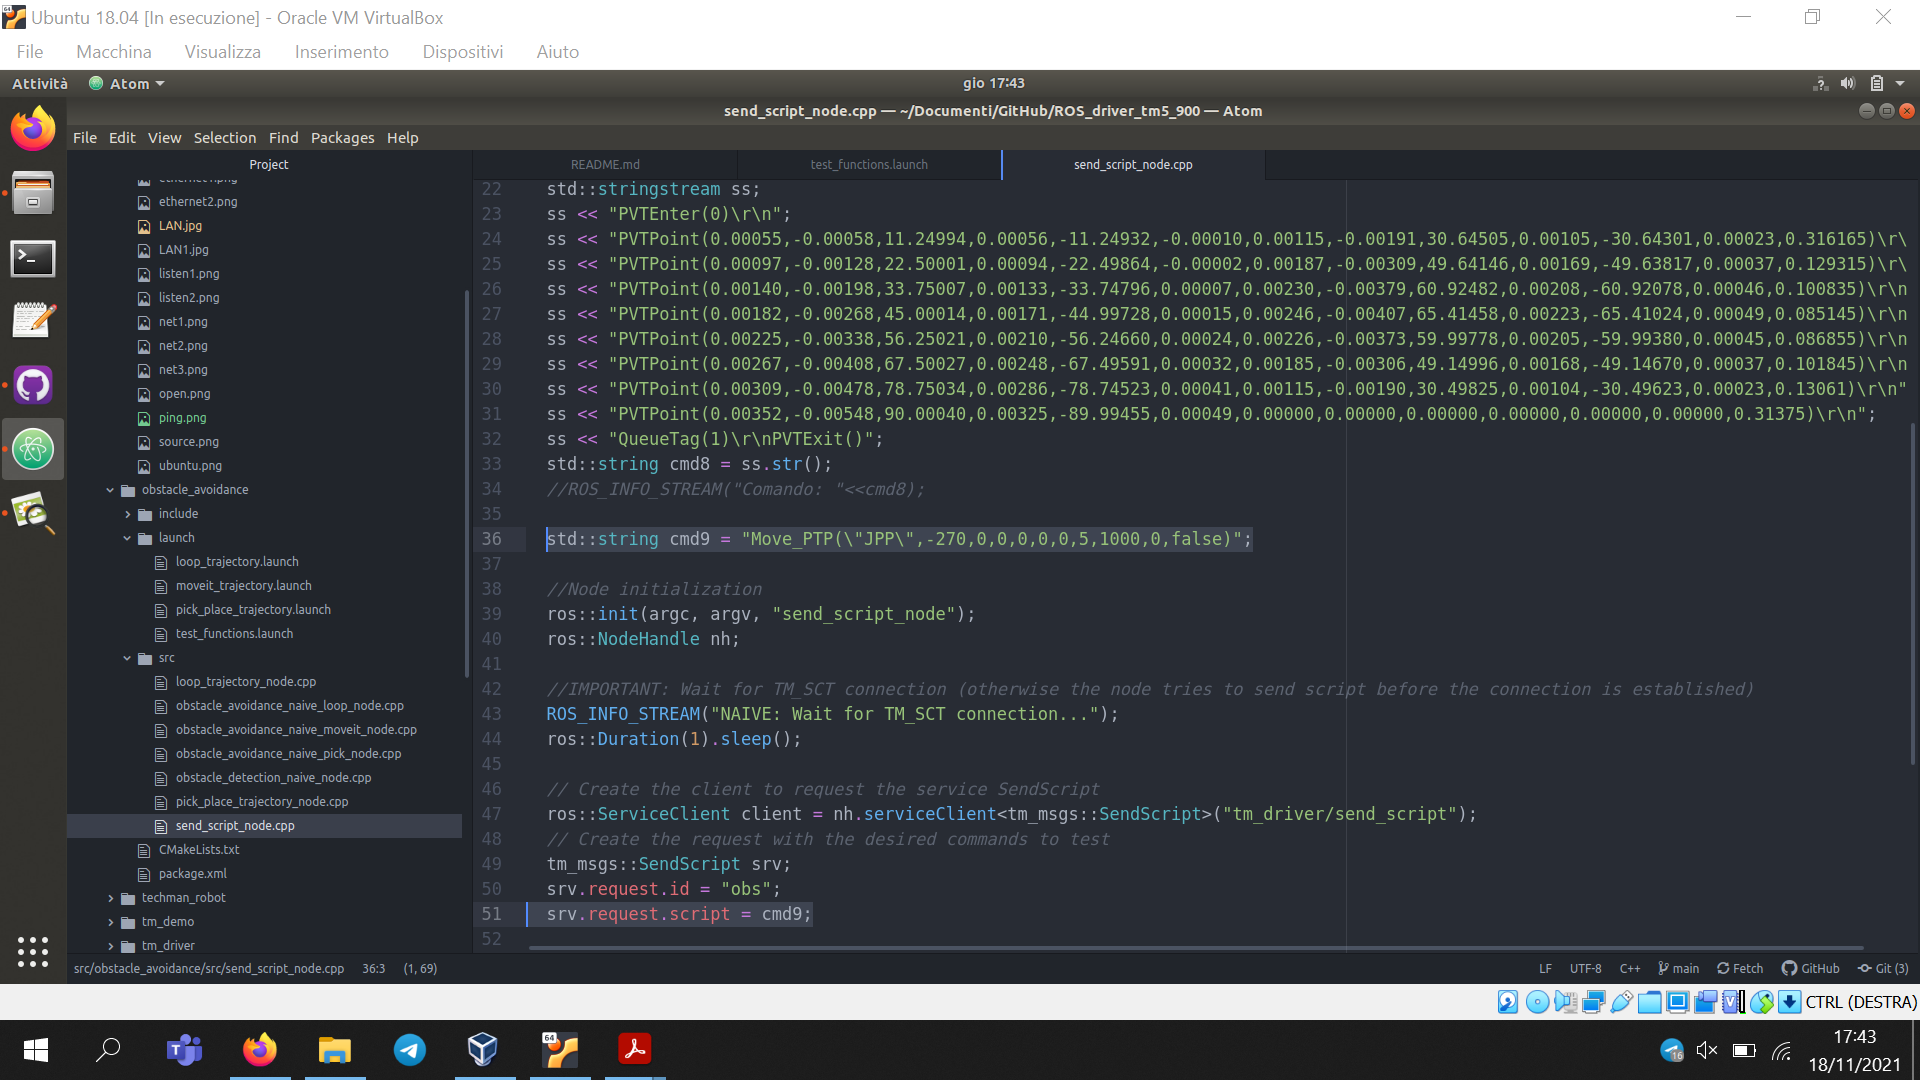 Ubuntu 18.04 [In esecuzione] - Oracle VM VirtualBox
File Macchina Visualizza Inserimento Dispositivi Aiuto
Attività Atom gio 17:43
send_script_node.cpp — ~/Documenti/GitHub/ROS_driver_tm5_900 — Atom
File Edit View Selection Find Packages Help
Project
ethernet2.png
LAN.jpg
LAN1.jpg
listen1.png
listen2.png
net1.png
net2.png
net3.png
open.png
ping.png
source.png
ubuntu.png
obstacle_avoidance
include
launch
loop_trajectory.launch
moveit_trajectory.launch
pick_place_trajectory.launch
test_functions.launch
src
loop_trajectory_node.cpp
obstacle_avoidance_naive_loop_node.cpp
obstacle_avoidance_naive_moveit_node.cpp
obstacle_avoidance_naive_pick_node.cpp
obstacle_detection_naive_node.cpp
pick_place_trajectory_node.cpp
send_script_node.cpp
CMakeLists.txt
package.xml
techman_robot
tm_demo
tm_driver
README.md test_functions.launch send_script_node.cpp
22 std::stringstream ss;
23 ss << "PVTEnter(0)\r\n";
24 ss << "PVTPoint(0.00055,-0.00058,11.24994,0.00056,-11.24932,-0.00010,0.00115,-0.00191,30.64505,0.00105,-30.64301,0.00023,0.316165)\r\
25 ss << "PVTPoint(0.00097,-0.00128,22.50001,0.00094,-22.49864,-0.00002,0.00187,-0.00309,49.64146,0.00169,-49.63817,0.00037,0.129315)\r\
26 ss << "PVTPoint(0.00140,-0.00198,33.75007,0.00133,-33.74796,0.00007,0.00230,-0.00379,60.92482,0.00208,-60.92078,0.00046,0.100835)\r\n
27 ss << "PVTPoint(0.00182,-0.00268,45.00014,0.00171,-44.99728,0.00015,0.00246,-0.00407,65.41458,0.00223,-65.41024,0.00049,0.085145)\r\n
28 ss << "PVTPoint(0.00225,-0.00338,56.25021,0.00210,-56.24660,0.00024,0.00226,-0.00373,59.99778,0.00205,-59.99380,0.00045,0.086855)\r\n
29 ss << "PVTPoint(0.00267,-0.00408,67.50027,0.00248,-67.49591,0.00032,0.00185,-0.00306,49.14996,0.00168,-49.14670,0.00037,0.101845)\r\n
30 ss << "PVTPoint(0.00309,-0.00478,78.75034,0.00286,-78.74523,0.00041,0.00115,-0.00190,30.49825,0.00104,-30.49623,0.00023,0.13061)\r\n"
31 ss << "PVTPoint(0.00352,-0.00548,90.00040,0.00325,-89.99455,0.00049,0.00000,0.00000,0.00000,0.00000,0.00000,0.00000,0.31375)\r\n";
32 ss << "QueueTag(1)\r\nPVTExit()";
33 std::string cmd8 = ss.str();
34 //ROS_INFO_STREAM("Comando: "<<cmd8);
35
36 std::string cmd9 = "Move_PTP(\"JPP\",-270,0,0,0,0,0,5,1000,0,false)";
37
38 //Node initialization
39 ros::init(argc, argv, "send_script_node");
40 ros::NodeHandle nh;
41
42 //IMPORTANT: Wait for TM_SCT connection (otherwise the node tries to send script before the connection is established)
43 ROS_INFO_STREAM("NAIVE: Wait for TM_SCT connection...");
44 ros::Duration(1).sleep();
45
46 // Create the client to request the service SendScript
47 ros::ServiceClient client = nh.serviceClient<tm_msgs::SendScript>("tm_driver/send_script");
48 // Create the request with the desired commands to test
49 tm_msgs::SendScript srv;
50 srv.request.id = "obs";
51 srv.request.script = cmd9;
52
src/obstacle_avoidance/src/send_script_node.cpp 36:3 (1, 69) LF UTF-8 C++ main Fetch GitHub Git (3)
CTRL (DESTRA)
17:43
18/11/2021